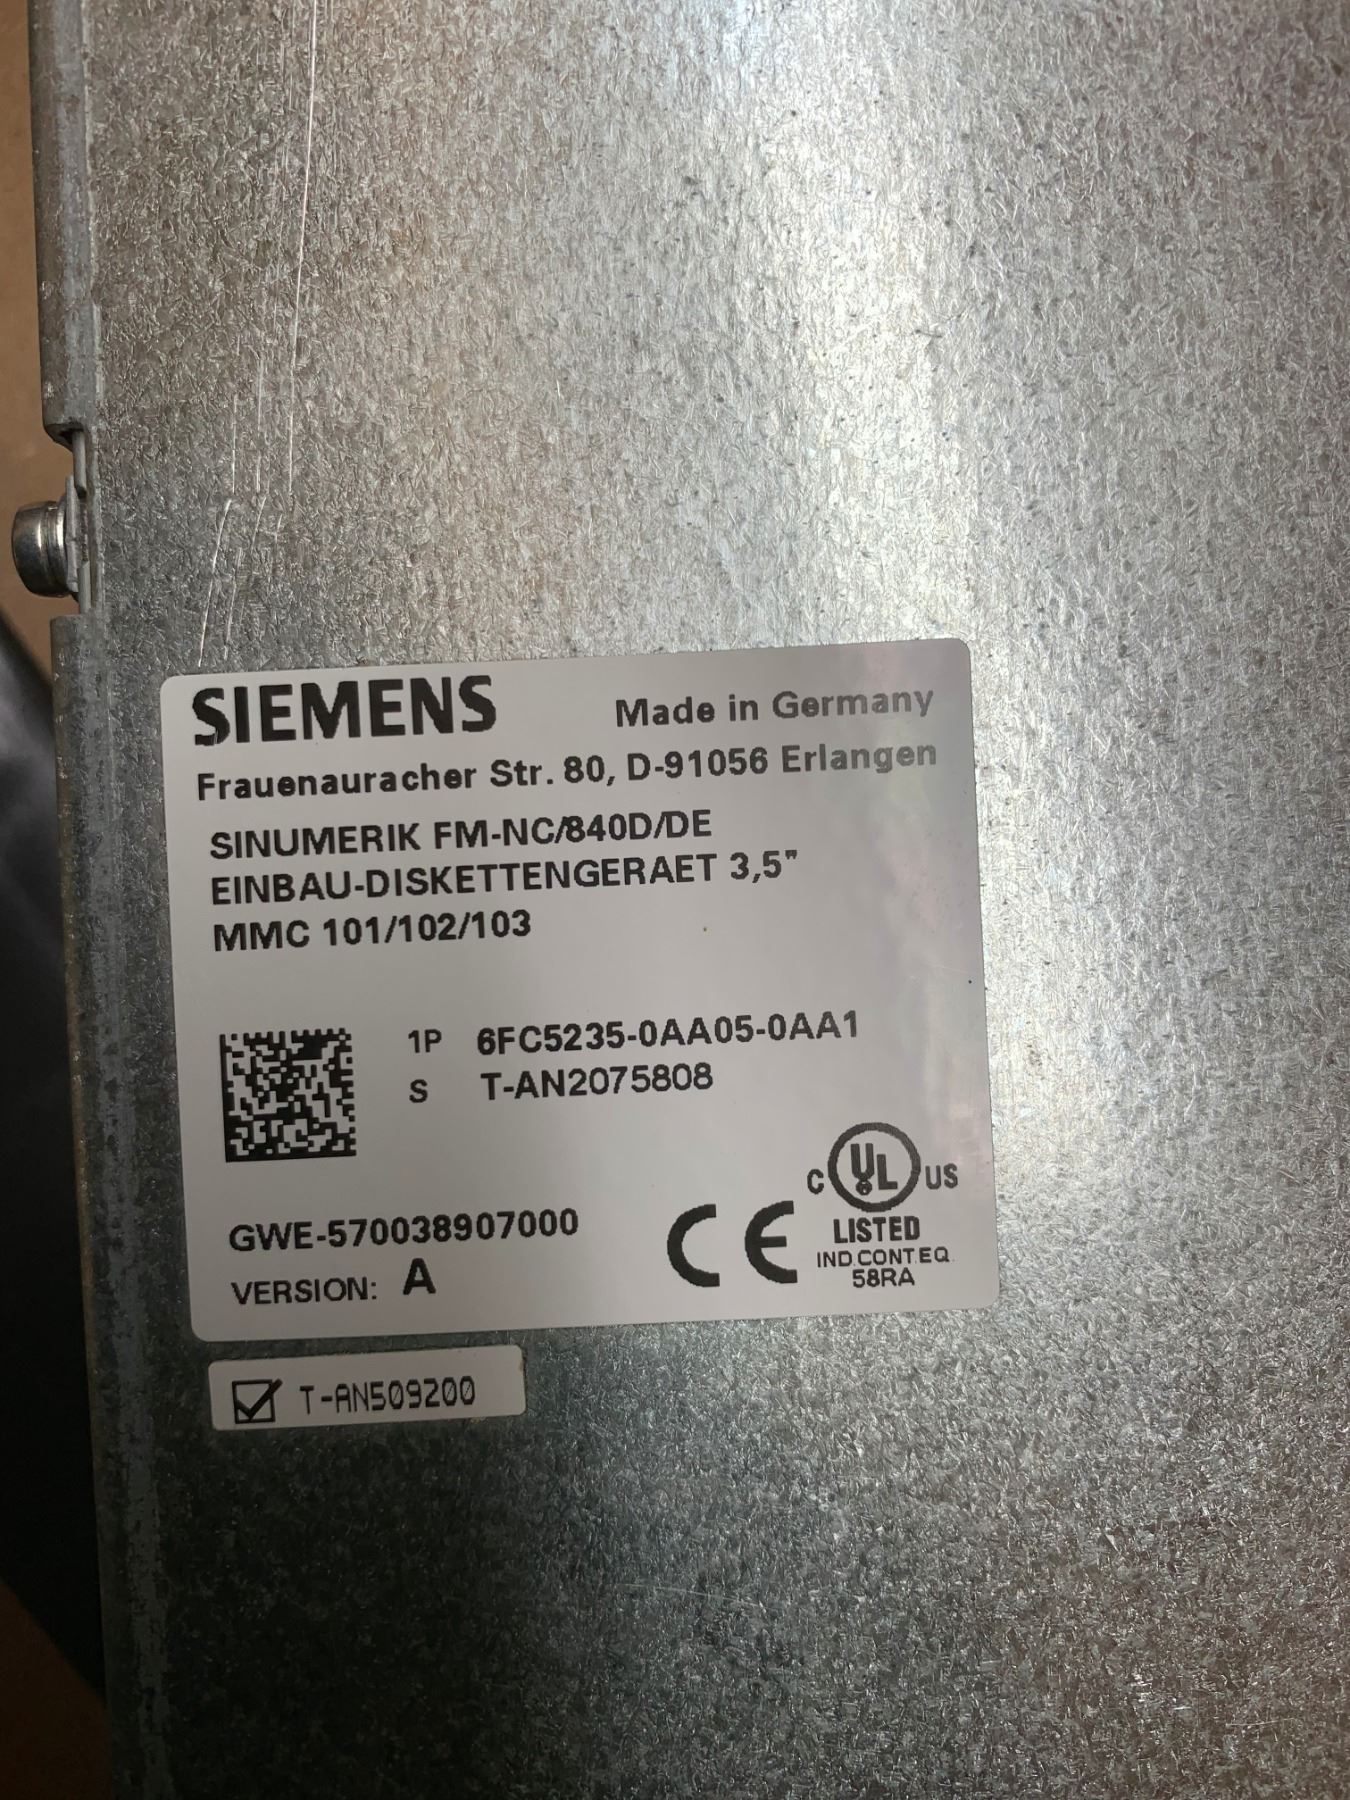 SIEMENS Made in Germany
Frauenauracher Str. 80, D-91056 Erlangen
SINUMERIK FM-NC/840D/DE
EINBAU-DISKETTENGERAET 3,5"
MMC 101/102/103
1P 6FC5235-0AA05-0AA1
S T-AN2075808
C UL US
LISTED
IND.CONT.EQ.
58RA
CE
GWE-570038907000
VERSION: A
T-AN509200